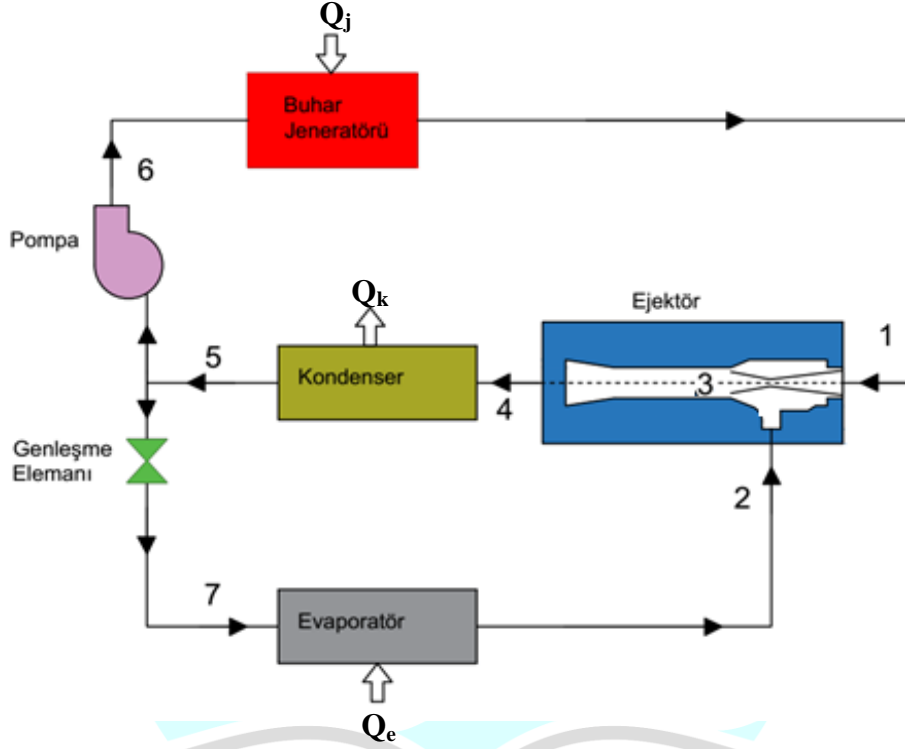 Qj
Buhar
Jeneratörü
6
Pompa
Qk
Ejektör
1
5
Kondenser
3
4
Genleşme
Elemanı
2
7
Evaporatör
Qe